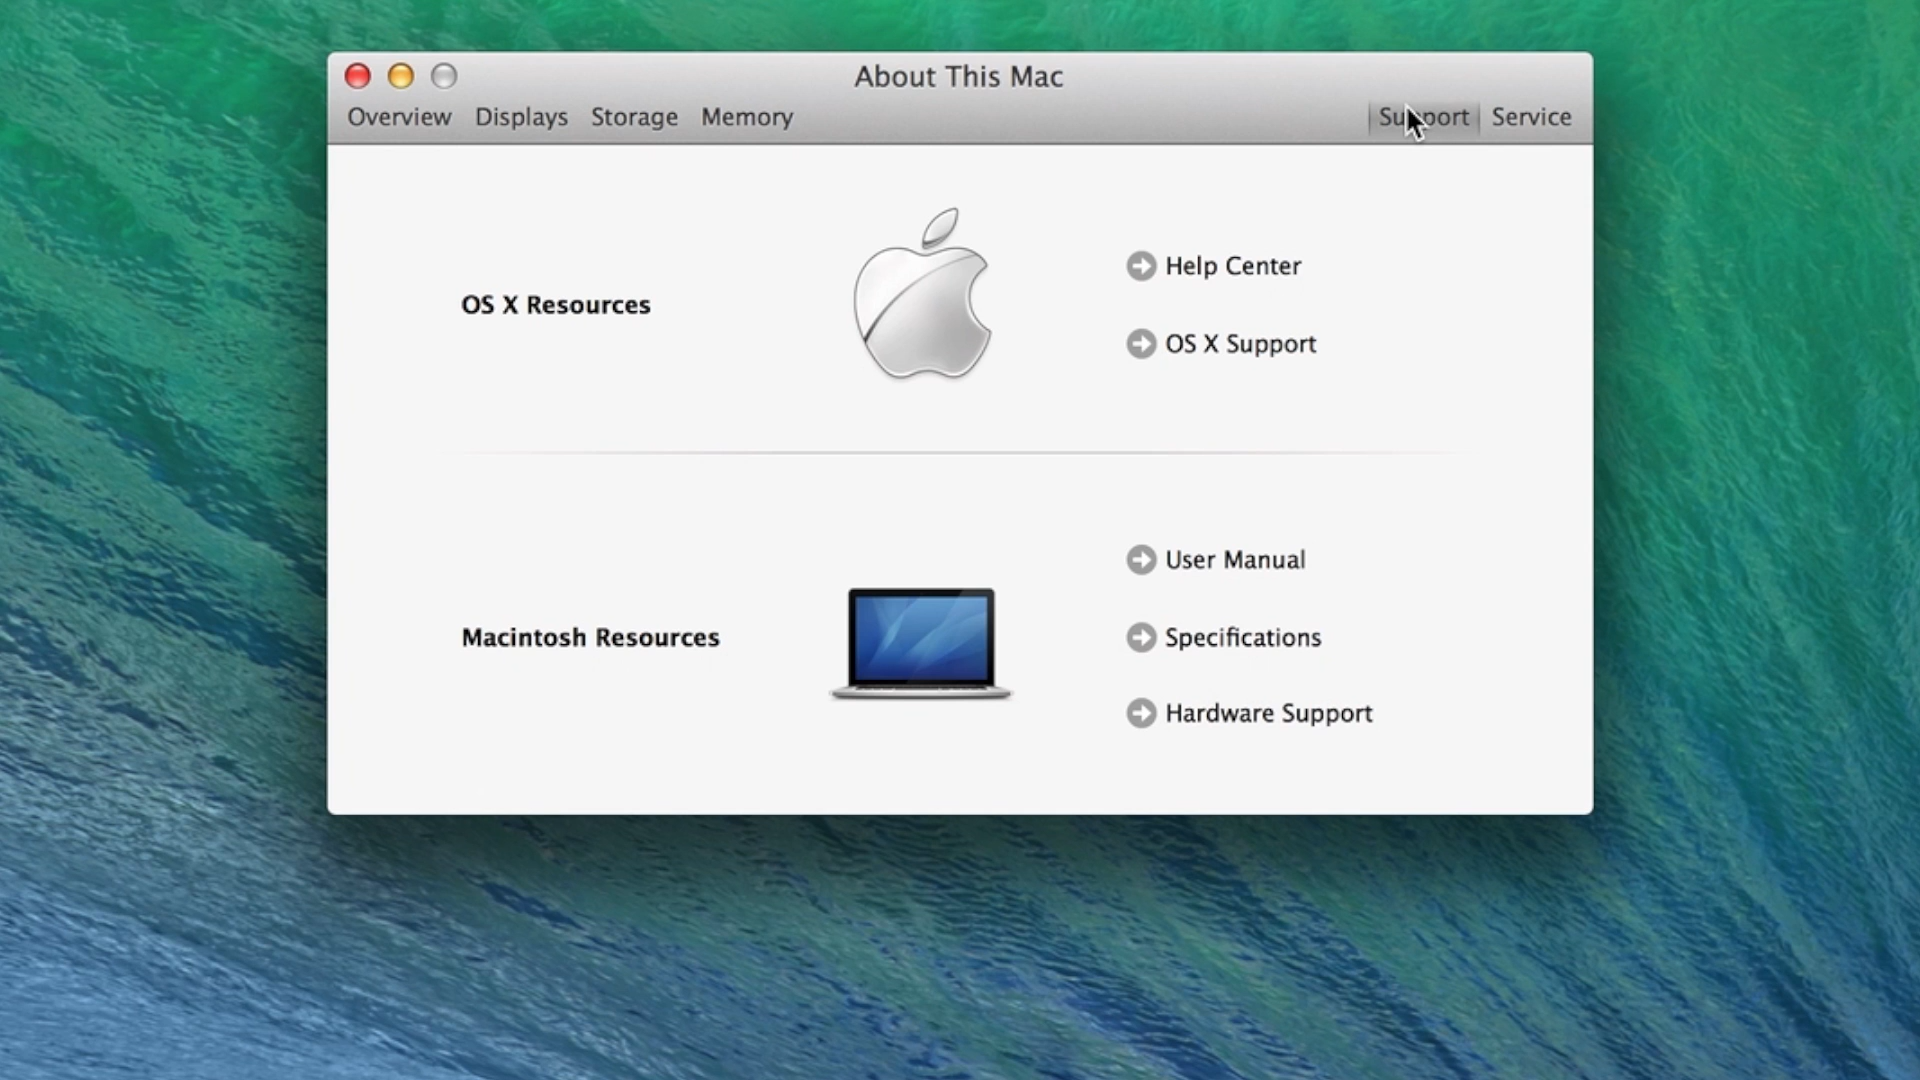 About This Mac
Overview Displays Storage Memory Support Service
OS X Resources
Help Center
OS X Support
Macintosh Resources
User Manual
Specifications
Hardware Support